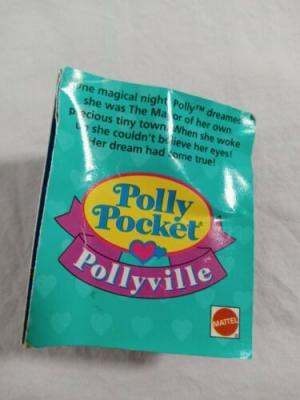 One magical night, Polly™ dreamed
she was The Mayor of her own
precious tiny town. When she woke
up she couldn't believe her eyes!
Her dream had come true!
Polly
Pocket®
Pollyville™
MATTEL